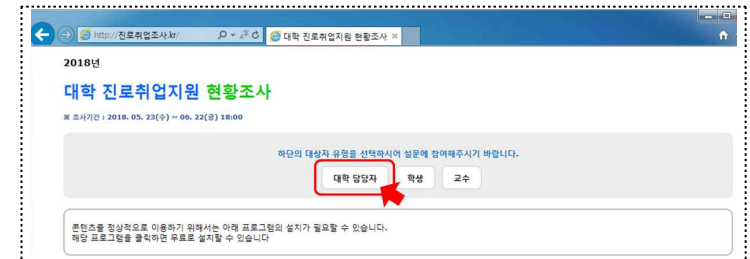 http://진로취업조사.kr/
대학 진로취업지원 현황조사 ×
2018년
대학 진로취업지원 현황조사
※ 조사기간 : 2018. 05. 23(수) ~ 06. 22(금) 18:00
하단의 대상자 유형을 선택하시어 설문에 참여해주시기 바랍니다.
대학 담당자 학생 교수
콘텐츠를 정상적으로 이용하기 위해서는 아래 프로그램의 설치가 필요할 수 있습니다.
해당 프로그램을 클릭하면 무료로 설치할 수 있습니다